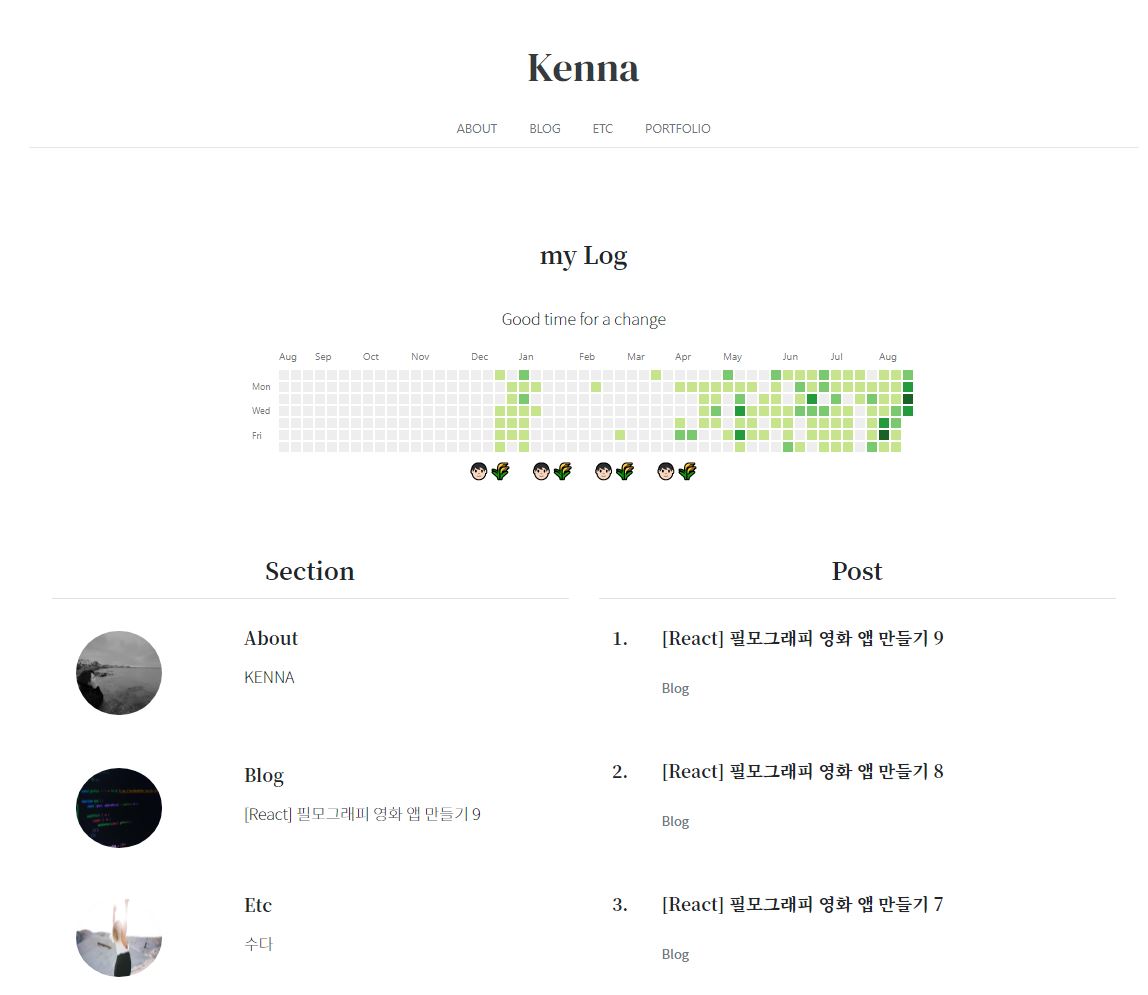 Kenna
ABOUT BLOG ETC PORTFOLIO
my Log
Good time for a change
Aug Sep Oct Nov Dec Jan Feb Mar Apr May Jun Jul Aug
Mon
Wed
Fri
Section
About
KENNA
Blog
[React] 필모그래피 영화 앱 만들기 9
Etc
수다
Post
1. [React] 필모그래피 영화 앱 만들기 9
Blog
2. [React] 필모그래피 영화 앱 만들기 8
Blog
3. [React] 필모그래피 영화 앱 만들기 7
Blog